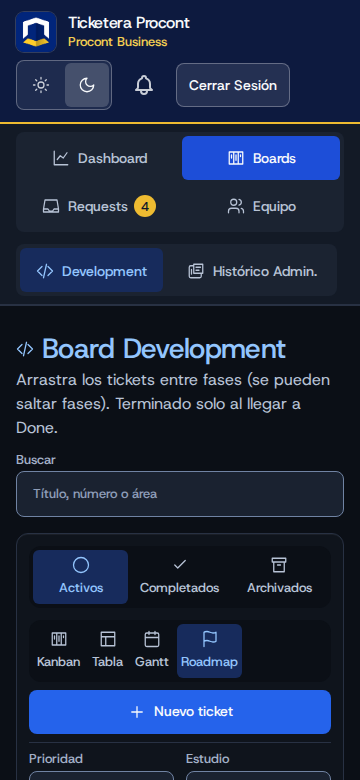 Ticketera Procont
Procont Business
Cerrar Sesión
Dashboard
Boards
Requests 4
Equipo
Development
Histórico Admin.
Board Development
Arrastra los tickets entre fases (se pueden
saltar fases). Terminado solo al llegar a
Done.
Buscar
Título, número o área
Activos
Completados
Archivados
Kanban
Tabla
Gantt
Roadmap
Nuevo ticket
Prioridad
Estudio